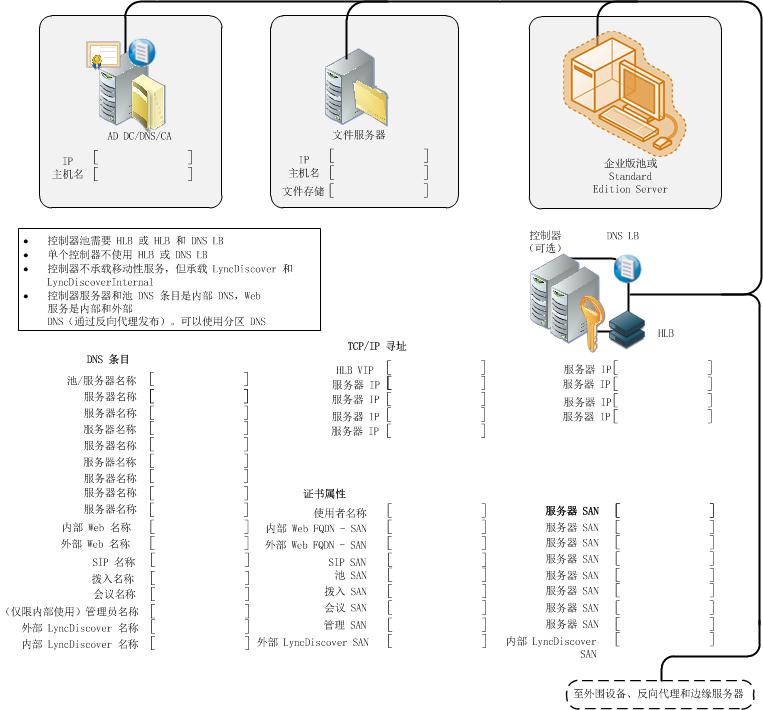 AD DC/DNS/CA
IP [ ]
主机名 [ ]
文件服务器
IP [ ]
主机名 [ ]
文件存储 [ ]
企业版池或
Standard
Edition Server
● 控制器池需要 HLB 或 HLB 和 DNS LB
● 单个控制器不使用 HLB 或 DNS LB
● 控制器不承载移动性服务，但承载 LyncDiscover 和
LyncDiscoverInternal
● 控制器服务器和池 DNS 条目是内部 DNS，Web
服务是内部和外部
DNS（通过反向代理发布）。可以使用分区 DNS
控制器
（可选）
DNS LB
HLB
DNS 条目
池/服务器名称 [ ]
服务器名称 [ ]
服务器名称 [ ]
服务器名称 [ ]
服务器名称 [ ]
服务器名称 [ ]
服务器名称 [ ]
服务器名称 [ ]
服务器名称 [ ]
内部 Web 名称 [ ]
外部 Web 名称 [ ]
SIP 名称 [ ]
拨入名称 [ ]
会议名称 [ ]
（仅限内部使用）管理员名称 [ ]
外部 LyncDiscover 名称 [ ]
内部 LyncDiscover 名称 [ ]
TCP/IP 寻址
HLB VIP [ ]
服务器 IP [ ]
服务器 IP [ ]
服务器 IP [ ]
服务器 IP [ ]
服务器 IP [ ]
服务器 IP [ ]
服务器 IP [ ]
服务器 IP [ ]
证书属性
使用者名称 [ ]
内部 Web FQDN - SAN [ ]
外部 Web FQDN - SAN [ ]
SIP SAN [ ]
池 SAN [ ]
拨入 SAN [ ]
会议 SAN [ ]
管理 SAN [ ]
外部 LyncDiscover SAN [ ]
服务器 SAN [ ]
服务器 SAN [ ]
服务器 SAN [ ]
服务器 SAN [ ]
服务器 SAN [ ]
服务器 SAN [ ]
服务器 SAN [ ]
服务器 SAN [ ]
内部 LyncDiscover [ ]
SAN
至外围设备、反向代理和边缘服务器